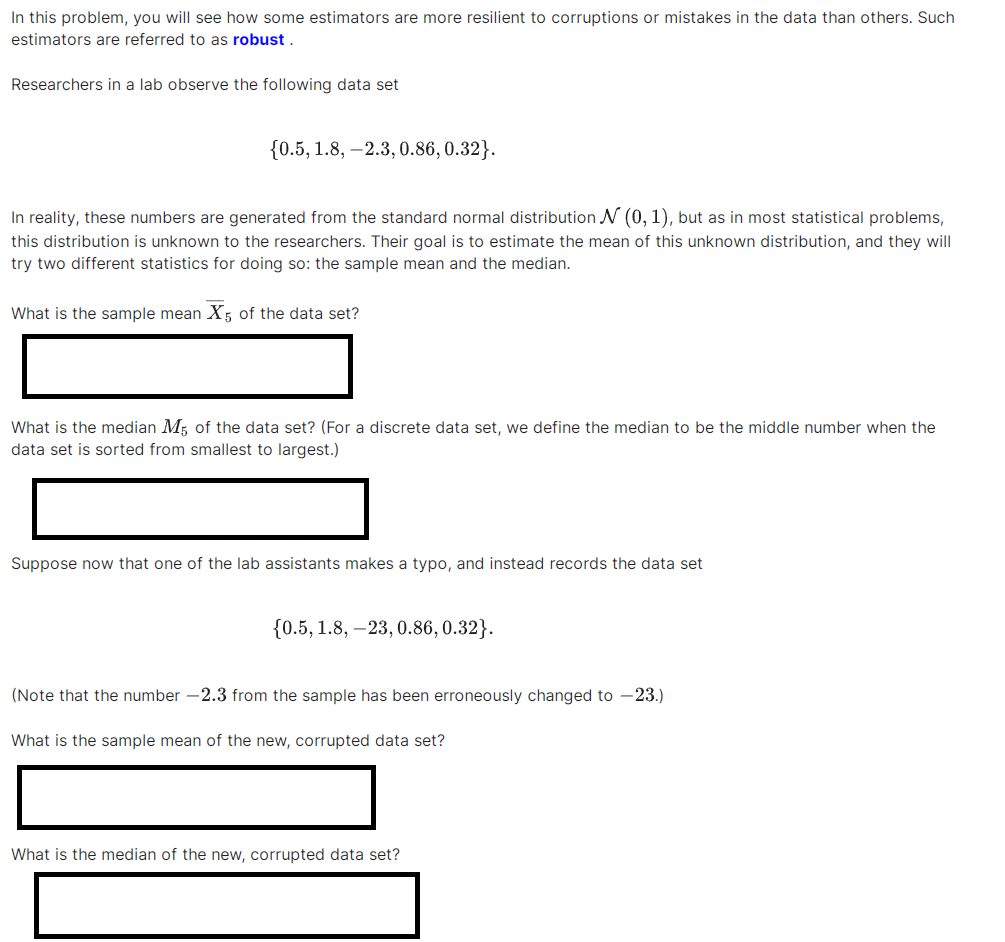 In this problem, you will see how some estimators are more resilient to corruptions or mistakes in the data than others. Such
estimators are referred to as robust .
Researchers in a lab observe the following data set
{0.5, 1.8, −2.3, 0.86, 0.32}.
In reality, these numbers are generated from the standard normal distribution 𝒩 (0, 1), but as in most statistical problems,
this distribution is unknown to the researchers. Their goal is to estimate the mean of this unknown distribution, and they will
try two different statistics for doing so: the sample mean and the median.
What is the sample mean X̅₅ of the data set?
What is the median M₅ of the data set? (For a discrete data set, we define the median to be the middle number when the
data set is sorted from smallest to largest.)
Suppose now that one of the lab assistants makes a typo, and instead records the data set
{0.5, 1.8, −23, 0.86, 0.32}.
(Note that the number −2.3 from the sample has been erroneously changed to −23.)
What is the sample mean of the new, corrupted data set?
What is the median of the new, corrupted data set?